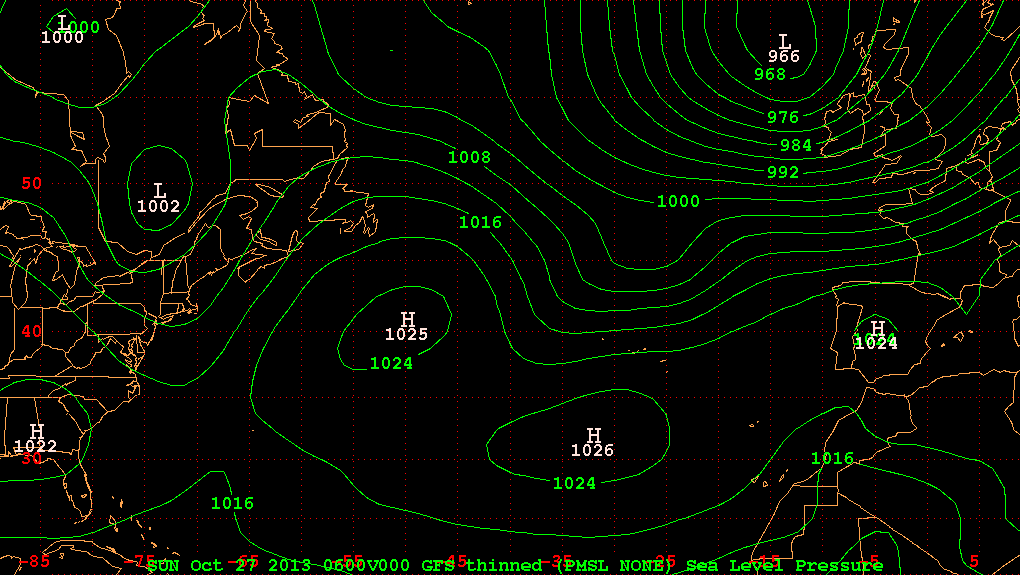 L
1000
1000
L
966
968
976
984
1008
992
50
L
1002
1000
1016
H
1025
40
H
1024
1024
H
1022
H
1026
30
1016
1024
1016
-85 -75 -65 -55 -45 -35 -25 -15 -5 5
SUN Oct 27 2013 0600V000 GFS thinned (PMSL NONE) Sea Level Pressure